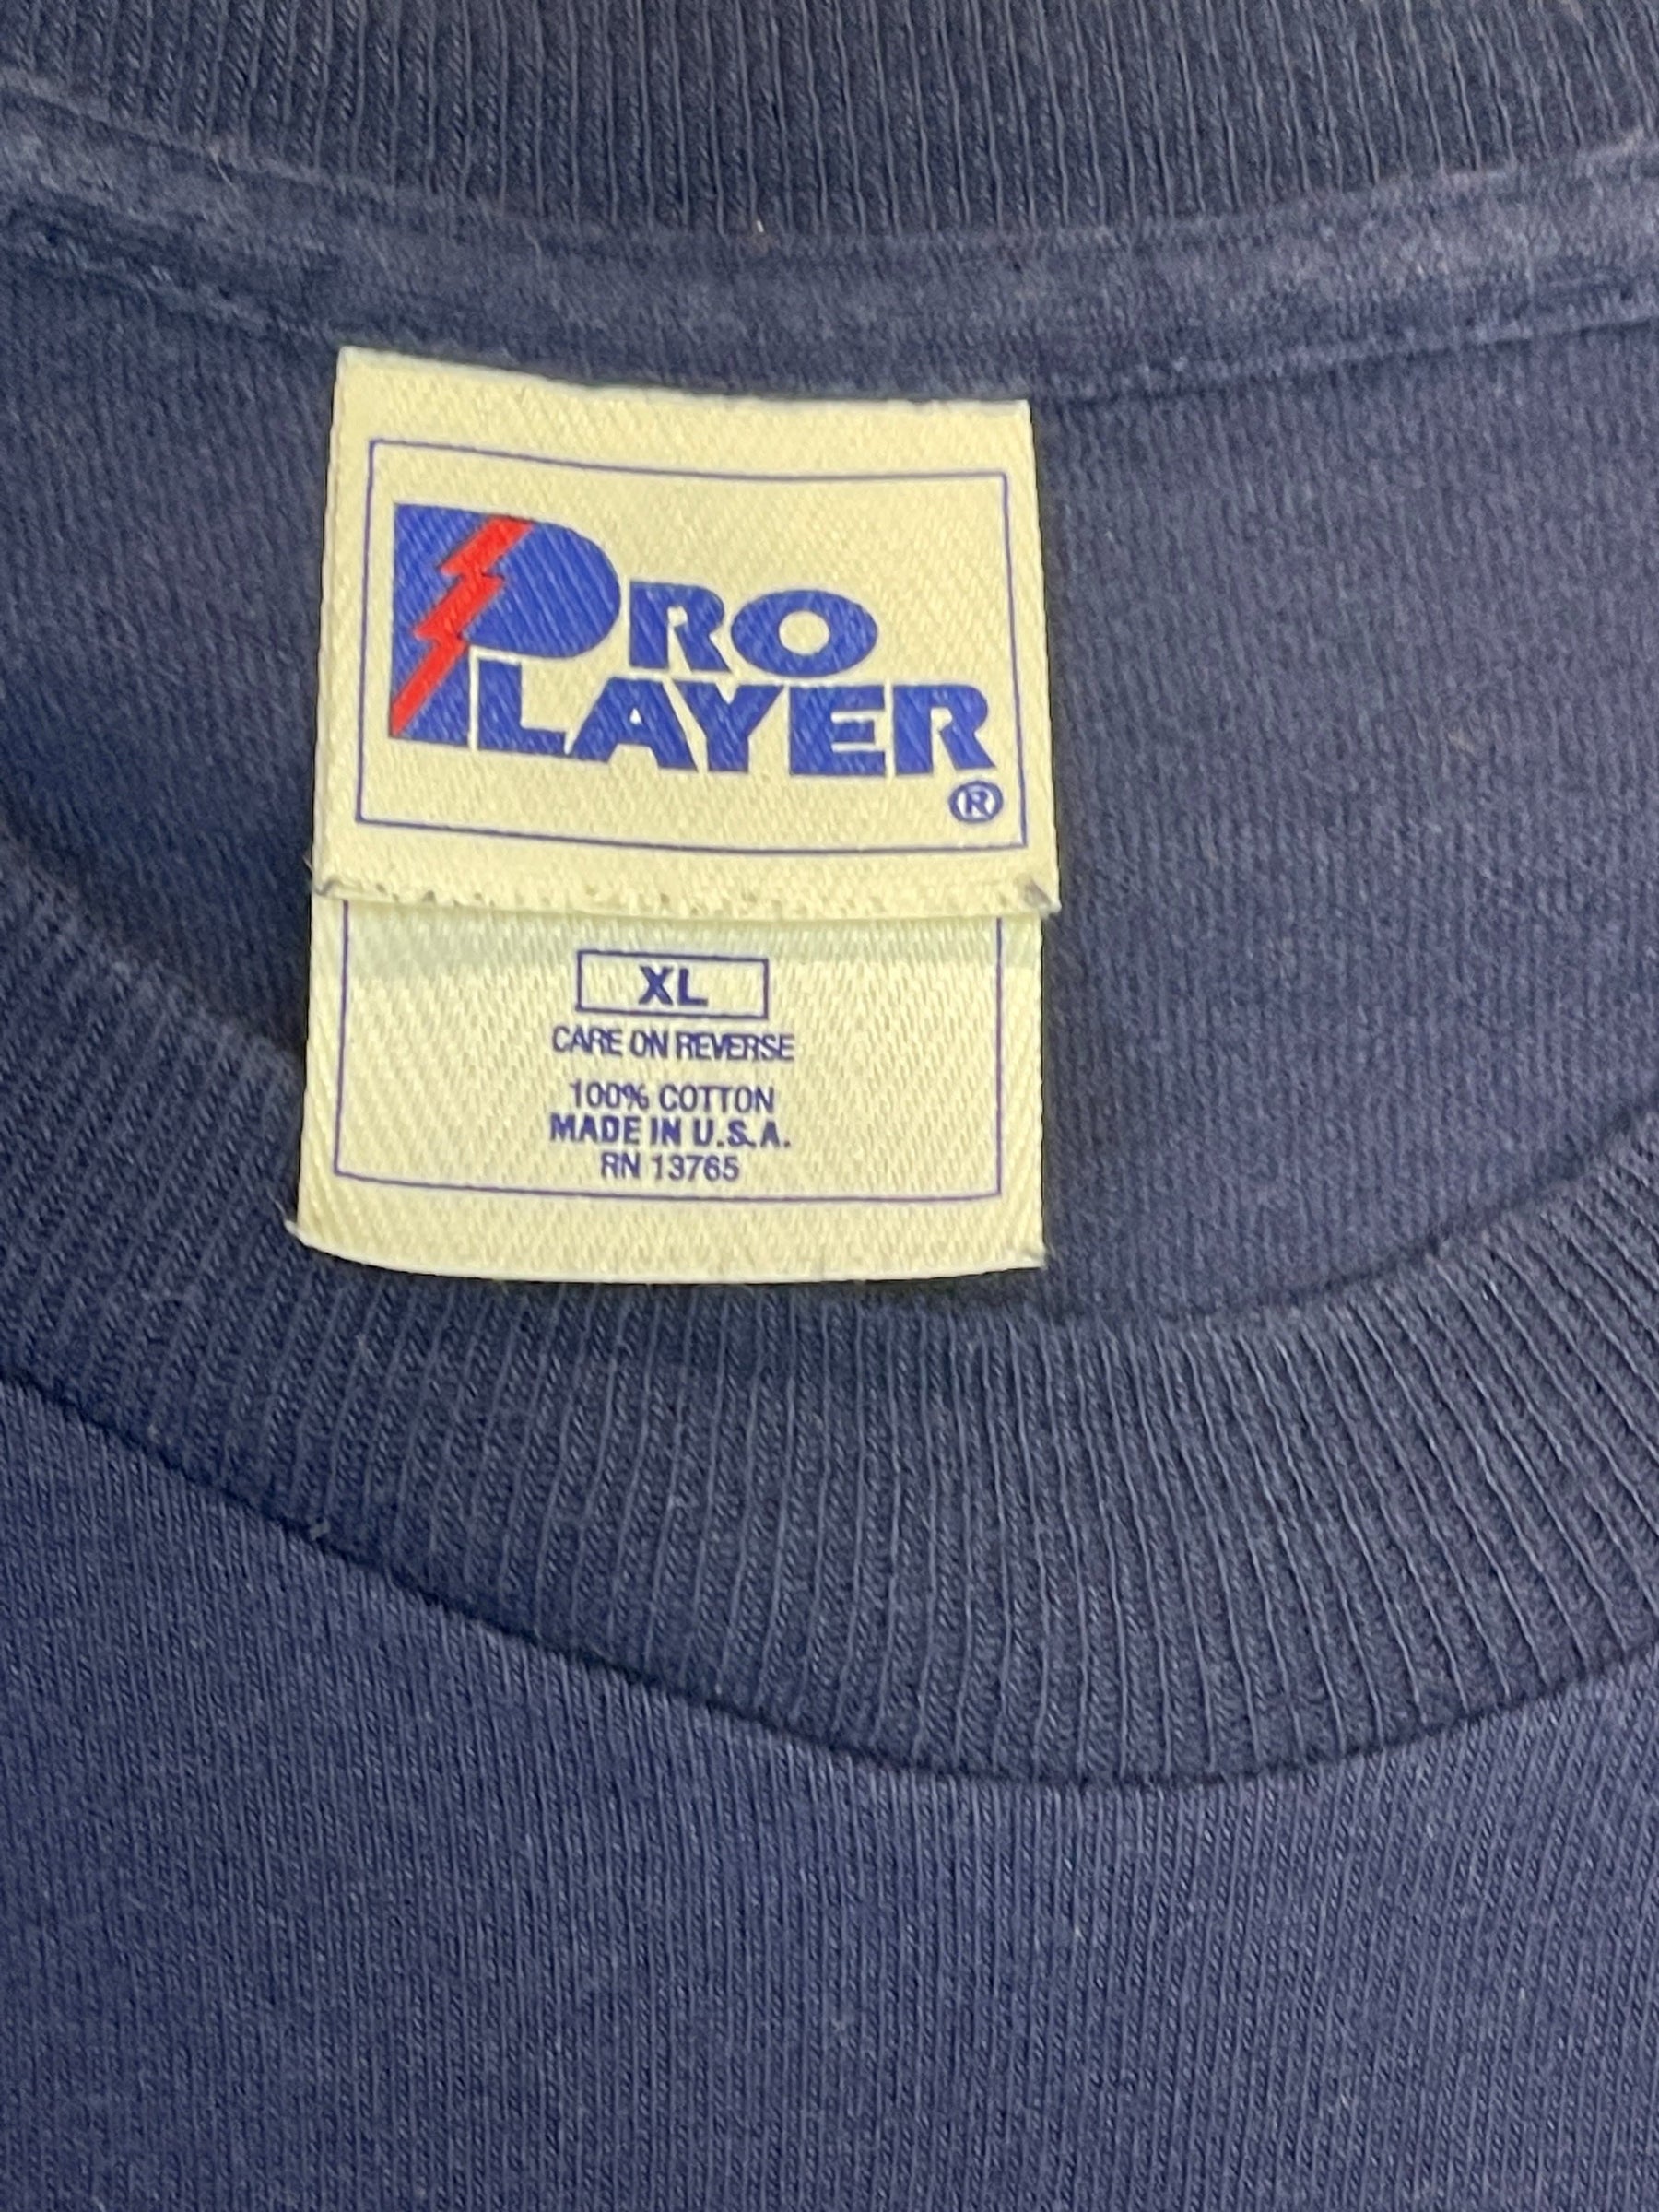 PRO
PLAYER
®
XL
CARE ON REVERSE
100% COTTON
MADE IN U.S.A.
RN 13765